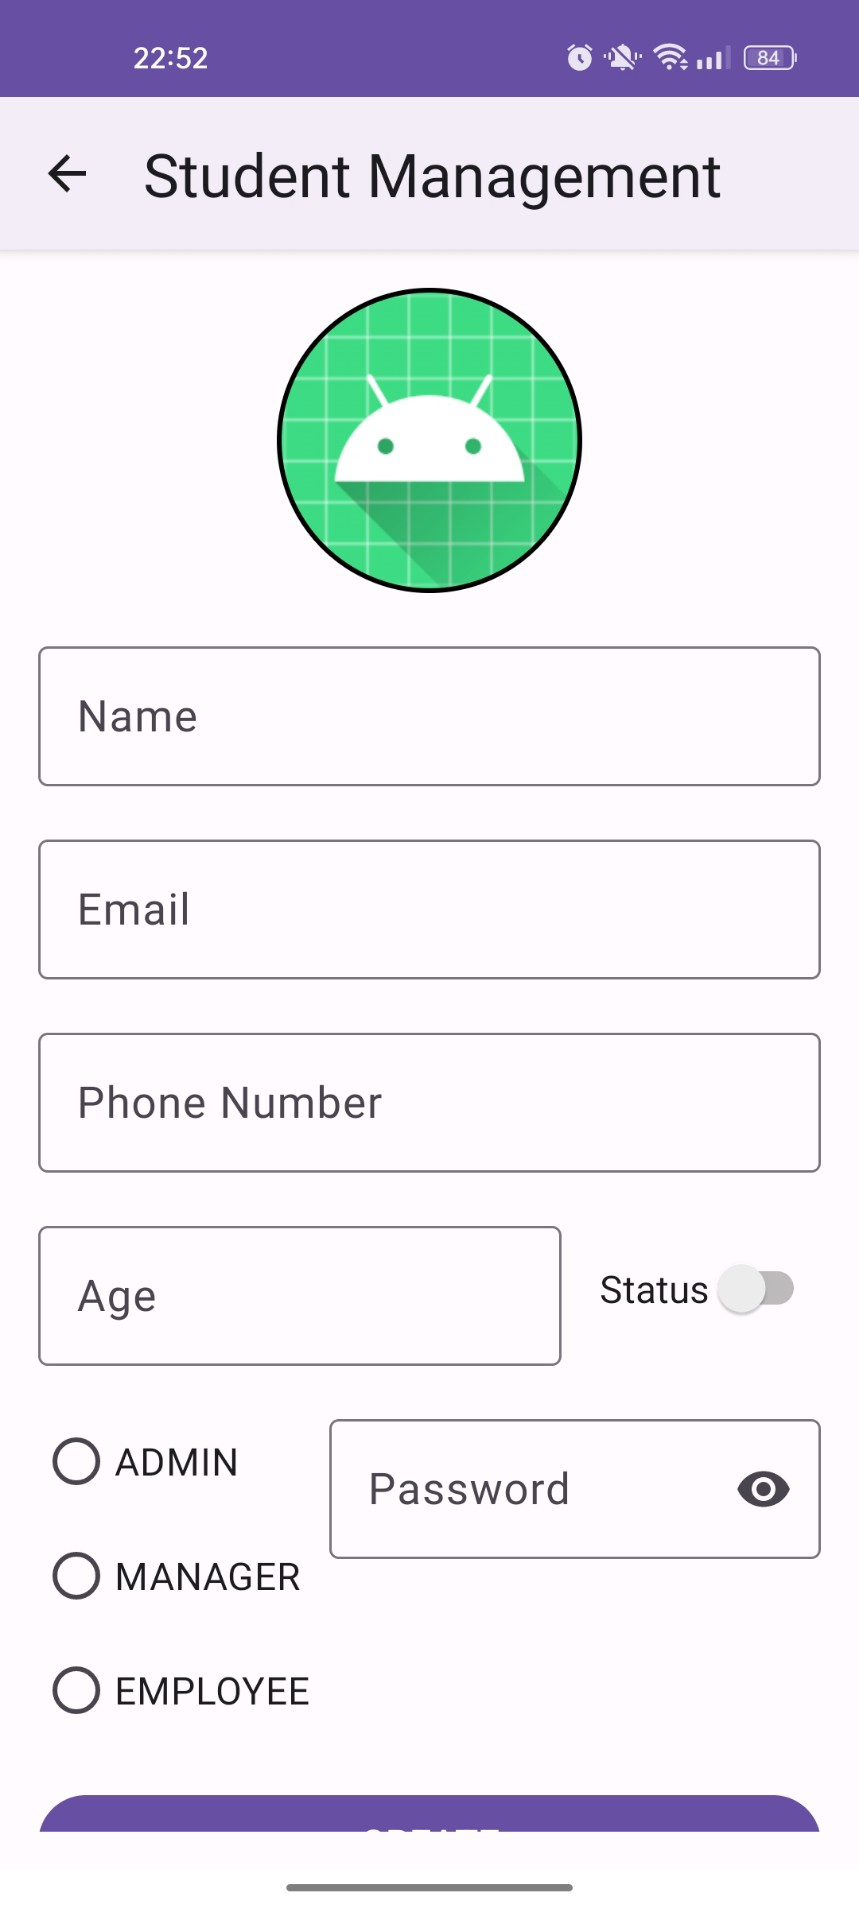 22:52 84
Student Management
Name
Email
Phone Number
Age
Status
ADMIN
Password
MANAGER
EMPLOYEE